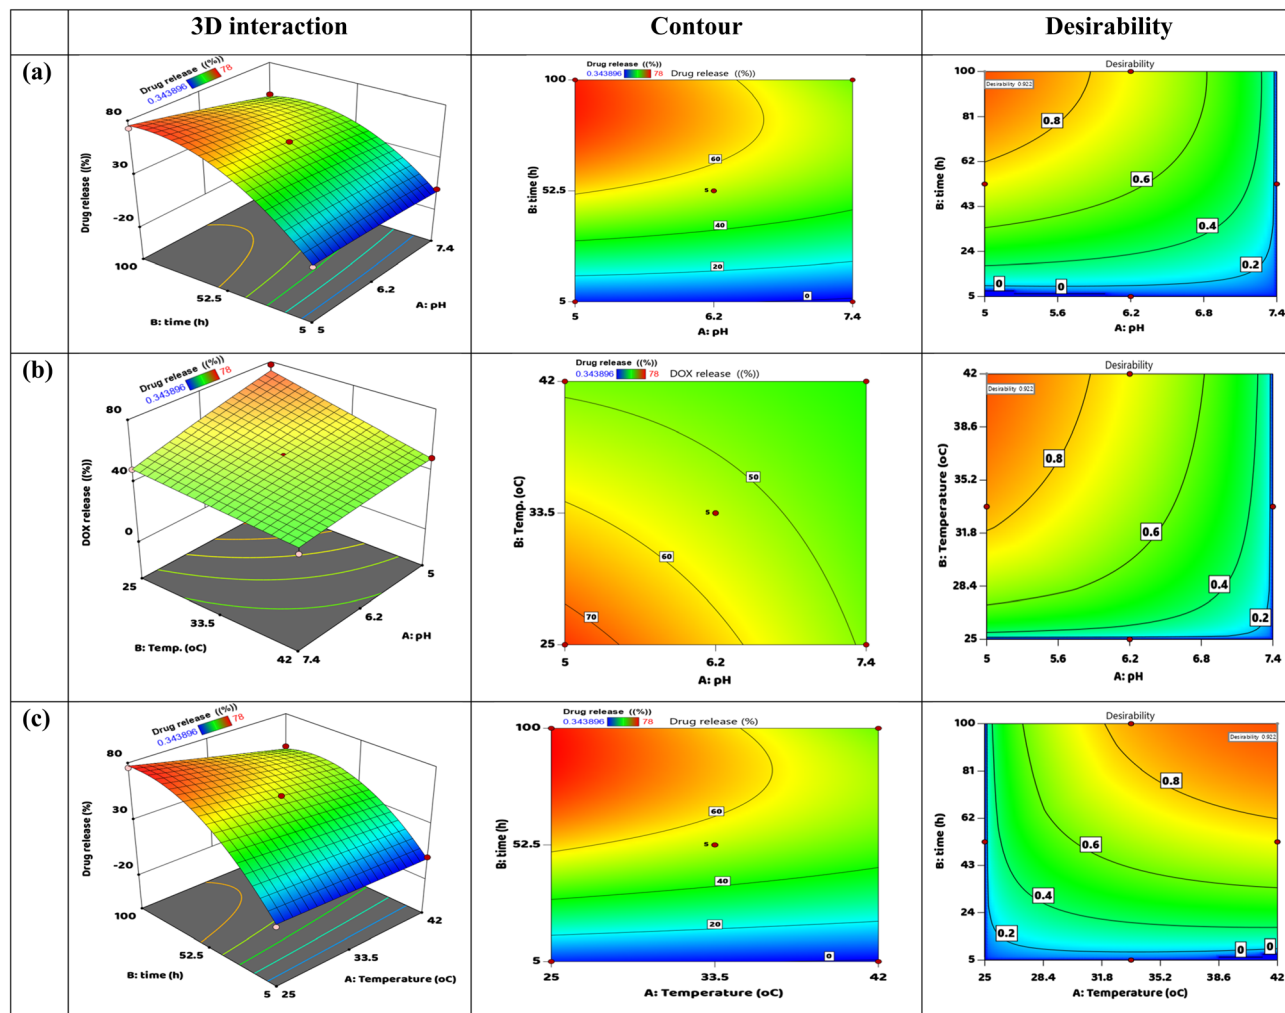 3D interaction
Contour
Desirability
(a)
Drug release ((%))
0.343896 78
80
30
-20
Drug release ((%))
100
52.5
5
B: time (h)
5
6.2
7.4
A: pH
Drug release ((%))
0.343896 78
Drug release ((%))
100
52.5
5
B: time (h)
60
5
40
20
0
5
6.2
7.4
A: pH
Desirability
Desirability 0.922
100
81
62
43
24
5
B: time (h)
0.8
0.6
0.4
0.2
0
0
5
5.6
6.2
6.8
7.4
A: pH
(b)
Drug release ((%))
0.343896 78
80
40
0
DOX release ((%))
25
33.5
42
B: Temp. (oC)
7.4
6.2
5
A: pH
Drug release ((%))
0.343896 78
DOX release ((%))
42
33.5
25
B: Temp. (oC)
50
5
60
70
5
6.2
7.4
A: pH
Desirability
Desirability 0.922
42
38.6
35.2
31.8
28.4
25
B: Temperature (oC)
0.8
0.6
0.4
0.2
5
5.6
6.2
6.8
7.4
A: pH
(c)
Drug release ((%))
0.343896 78
80
30
-20
Drug release (%)
100
52.5
5
B: time (h)
25
33.5
42
A: Temperature (oC)
Drug release ((%))
0.343896 78
Drug release (%)
100
52.5
5
B: time (h)
60
5
40
20
0
25
33.5
42
A: Temperature (oC)
Desirability
Desirability 0.922
100
81
62
43
24
5
B: time (h)
0.8
0.6
0.4
0.2
0
0
25
28.4
31.8
35.2
38.6
42
A: Temperature (oC)